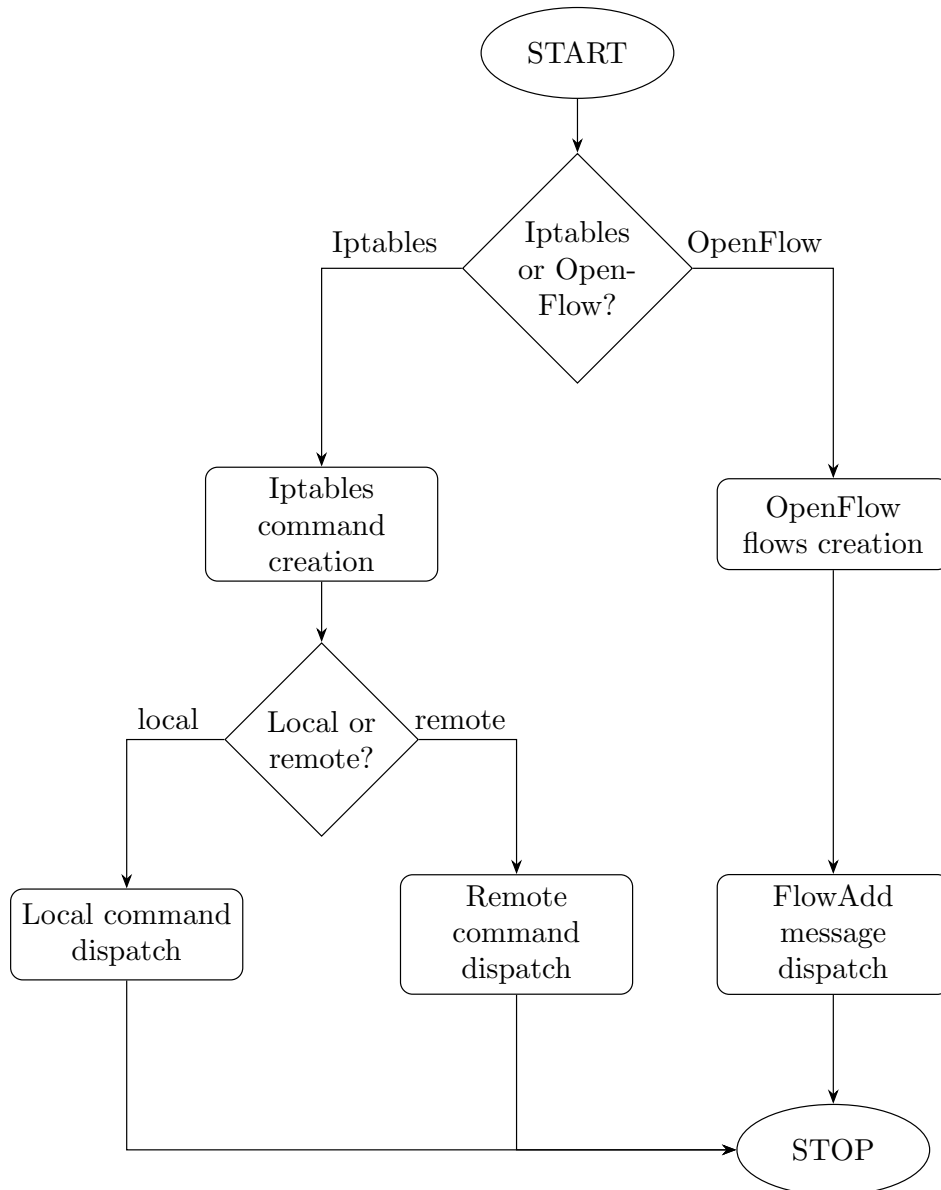 START
Iptables
or Open-
Flow?
Iptables
OpenFlow
Iptables
command
creation
OpenFlow
flows creation
Local or
remote?
local
remote
Local command
dispatch
Remote
command
dispatch
FlowAdd
message
dispatch
STOP